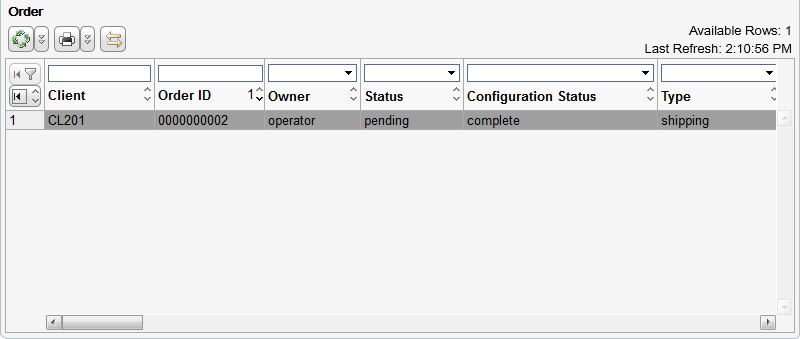 Order
Available Rows: 1
Last Refresh: 2:10:56 PM
Client Order ID 1 Owner Status Configuration Status Type
1 CL201 0000000002 operator pending complete shipping